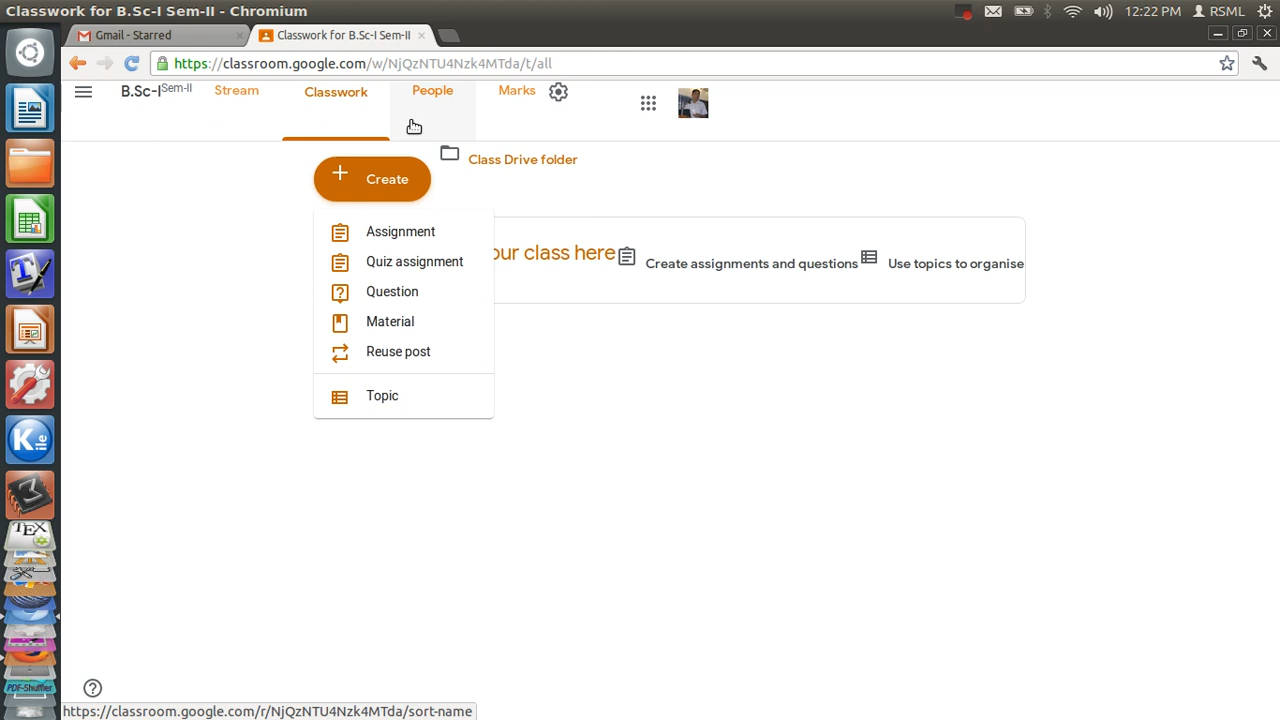 Classwork for B.Sc-I Sem-II - Chromium
12:22 PM
RSML
Gmail - Starred
Classwork for B.Sc-I Sem-II
https://classroom.google.com/w/NjQzNTU4Nzk4MTda/t/all
B.Sc-I Sem-II
Stream
Classwork
People
Marks
Class Drive folder
Create
Assignment
Quiz assignment
Question
Material
Reuse post
Topic
our class here
Create assignments and questions
Use topics to organise
T
K ile
TEX
PDF-Shuffler
https://classroom.google.com/r/NjQzNTU4Nzk4MTda/sort-name